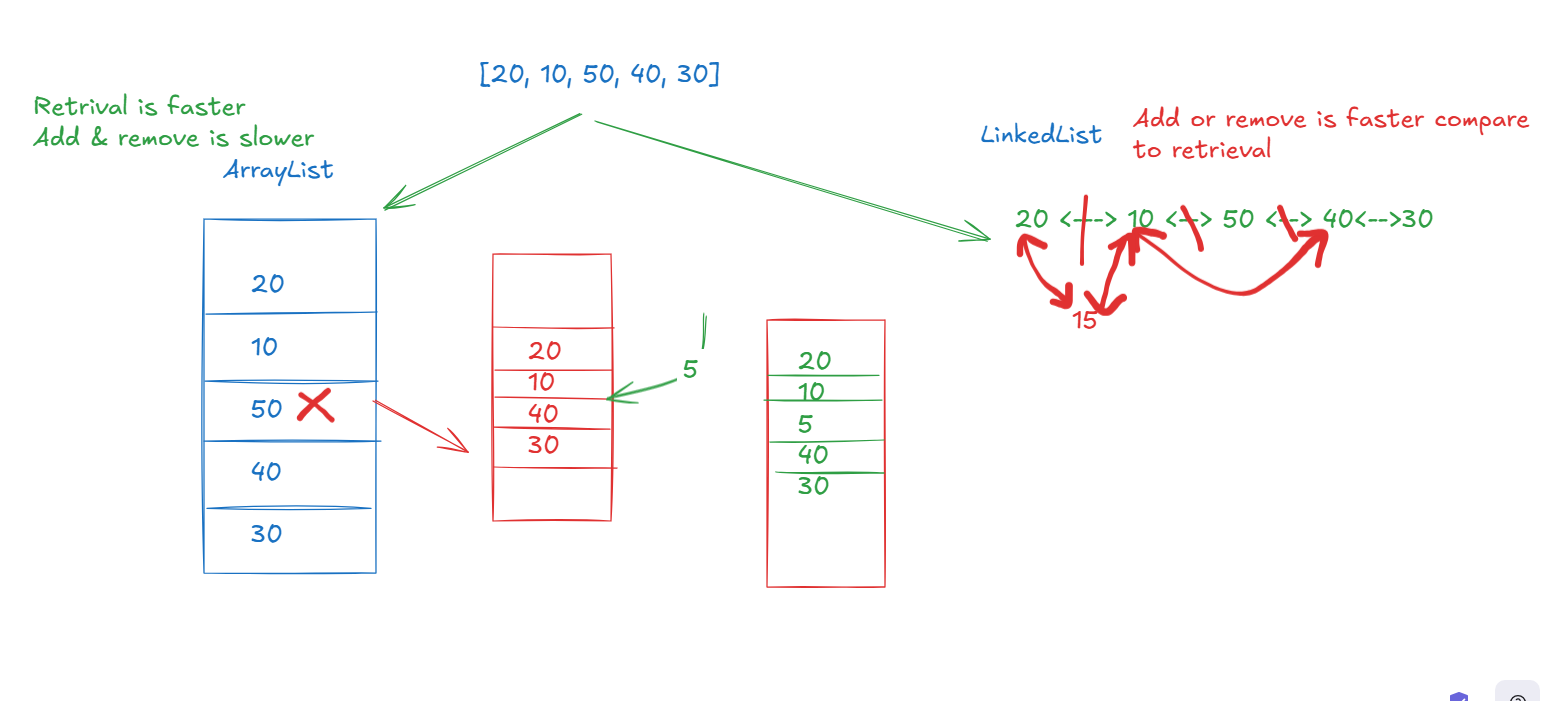 [20, 10, 50, 40, 30]
Retrival is faster
Add & remove is slower
ArrayList
20
10
50
40
30
20
10
40
30
5
20
10
5
40
30
LinkedList
Add or remove is faster compare
to retrieval
20 <---> 10 <--> 50 <--> 40<-->30
15